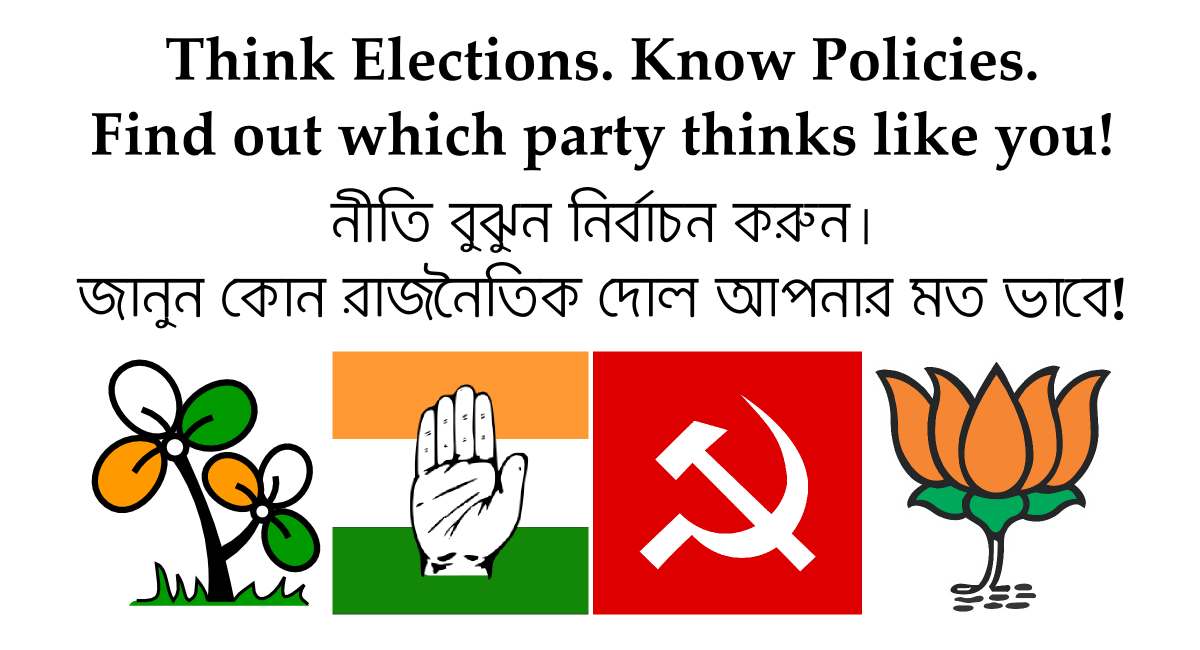 Think Elections. Know Policies.
Find out which party thinks like you!
নীতি বুঝুন নির্বাচন করুন।
জানুন কোন রাজনৈতিক দোল আপনার মত ভাবে!